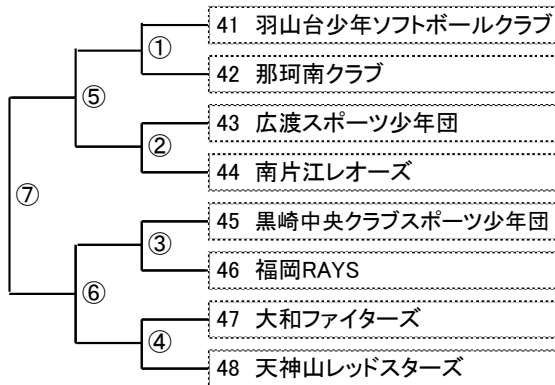 41 羽山台少年ソフトボールクラブ
①
42 那珂南クラブ
⑤
43 広渡スポーツ少年団
②
44 南片江レオーズ
⑦
45 黒崎中央クラブスポーツ少年団
③
46 福岡RAYS
⑥
47 大和ファイターズ
④
48 天神山レッドスターズ